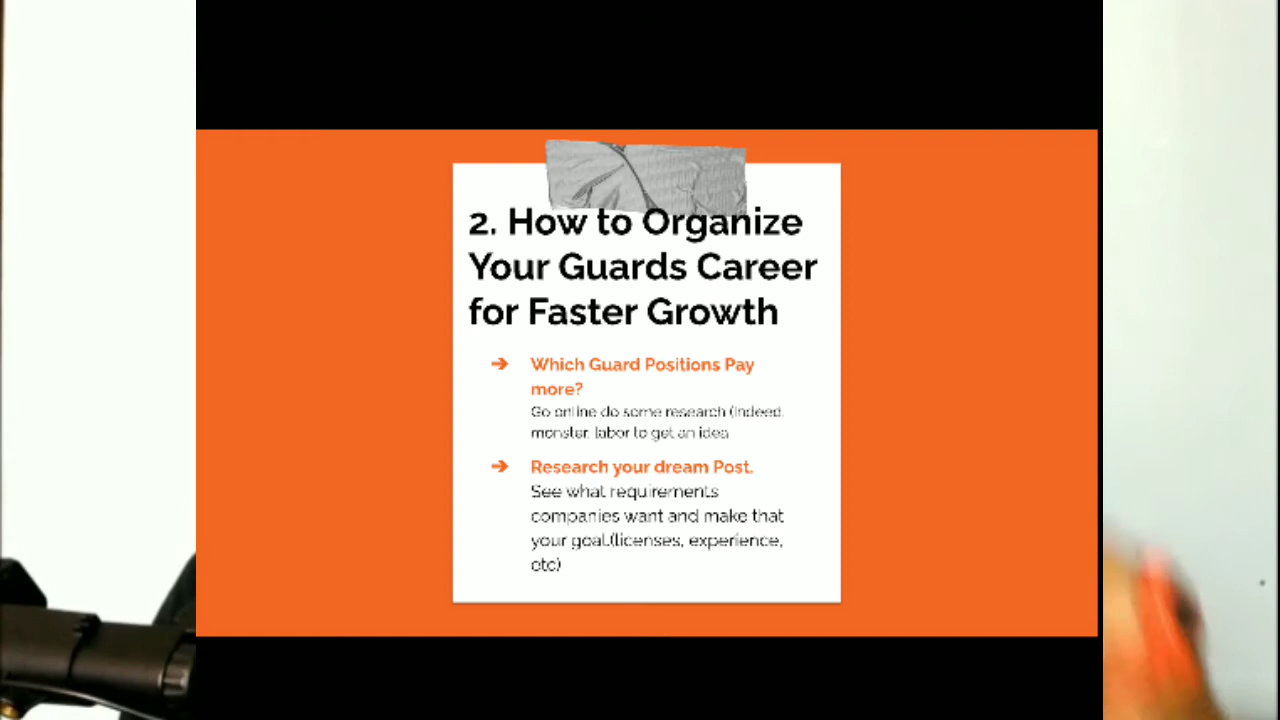 2. How to Organize
Your Guards Career
for Faster Growth
➔ Which Guard Positions Pay
more?
Go online do some research (Indeed,
monster, labor to get an idea
➔ Research your dream Post.
See what requirements
companies want and make that
your goal.(licenses, experience,
etc)